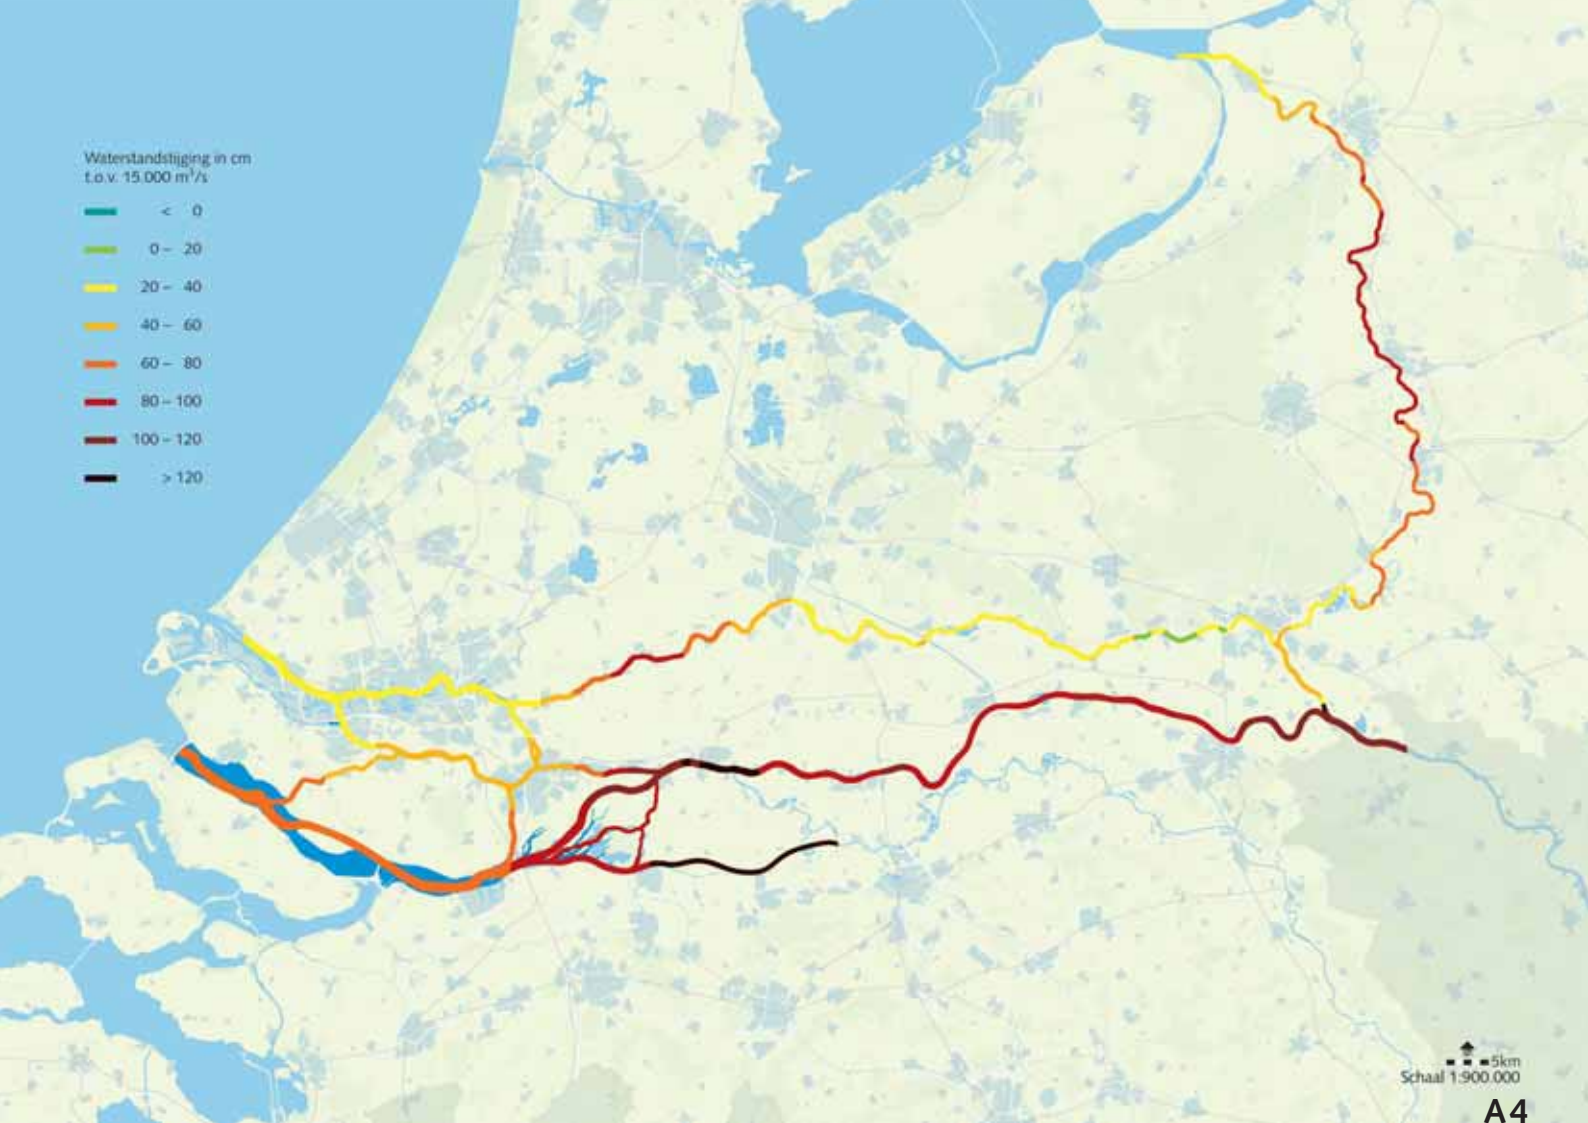 Waterstandstijging in cm
t.o.v. 15.000 m³/s
< 0
0 – 20
20 – 40
40 – 60
60 – 80
80 – 100
100 – 120
> 120
5km
Schaal 1:900.000
A4